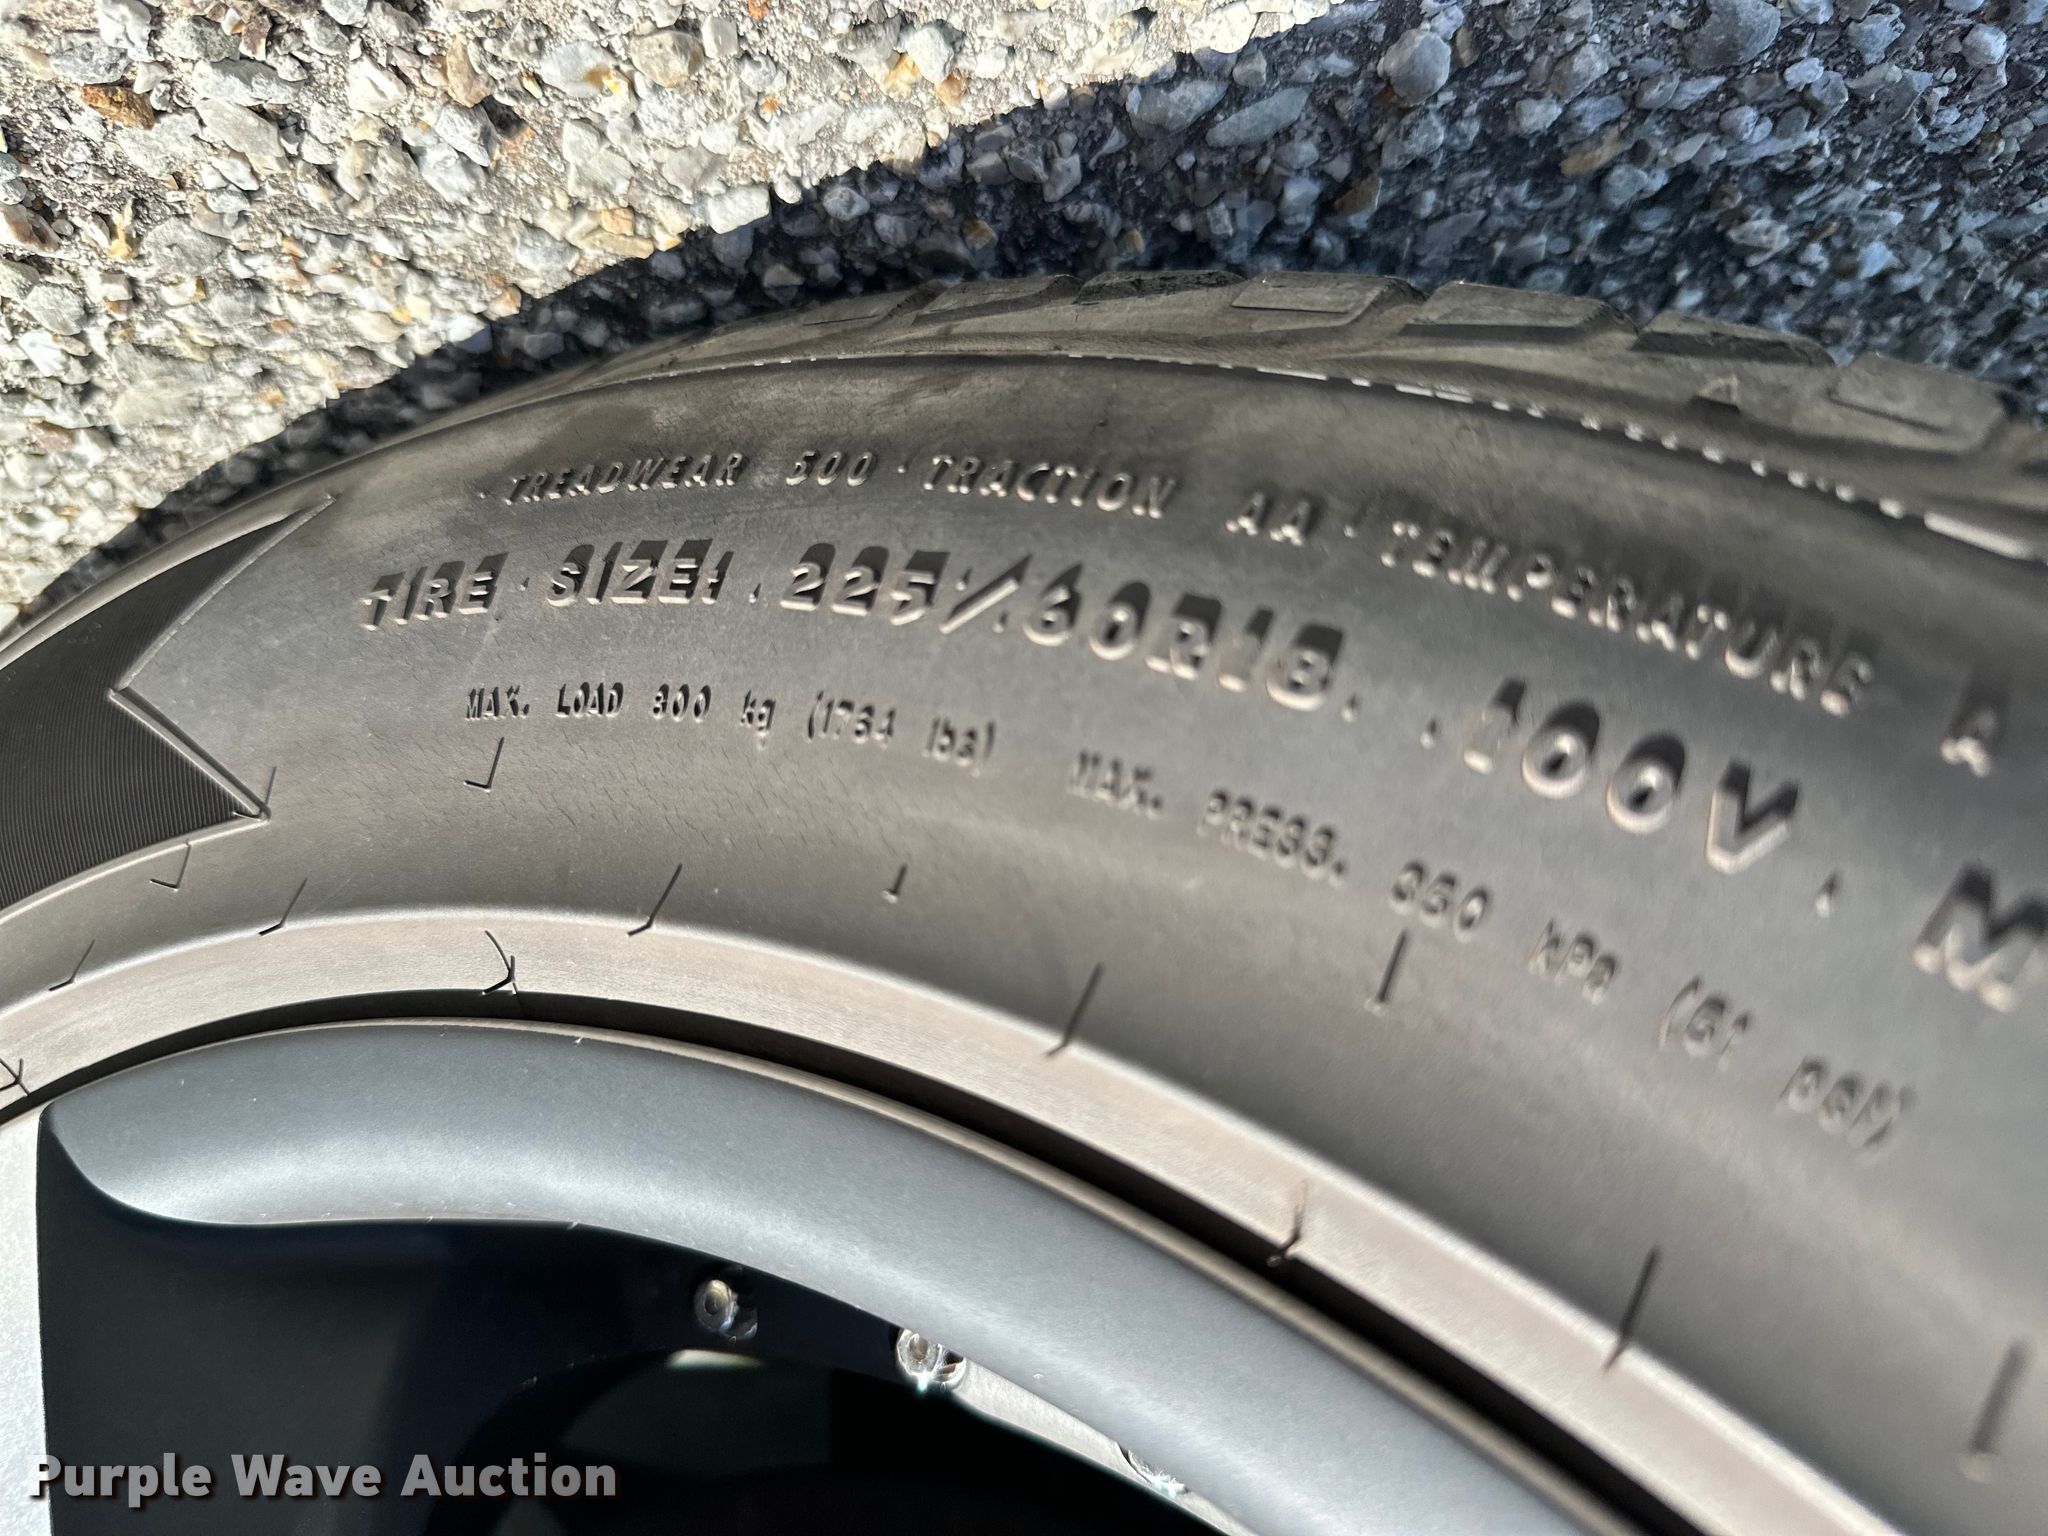 · TREADWEAR 500 · TRACTION AA · TEMPERATURE A
TIRE SIZE: 225/60R18 100V M
MAX. LOAD 800 kg (1764 lbs) MAX. PRESS. 350 kPa (51 psi)
Purple Wave Auction